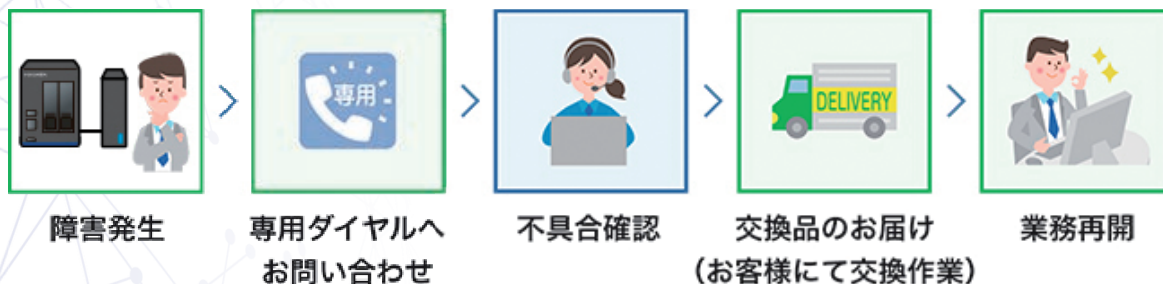 専用
DELIVERY
障害発生
専用ダイヤルへ
お問い合わせ
不具合確認
交換品のお届け
(お客様にて交換作業)
業務再開